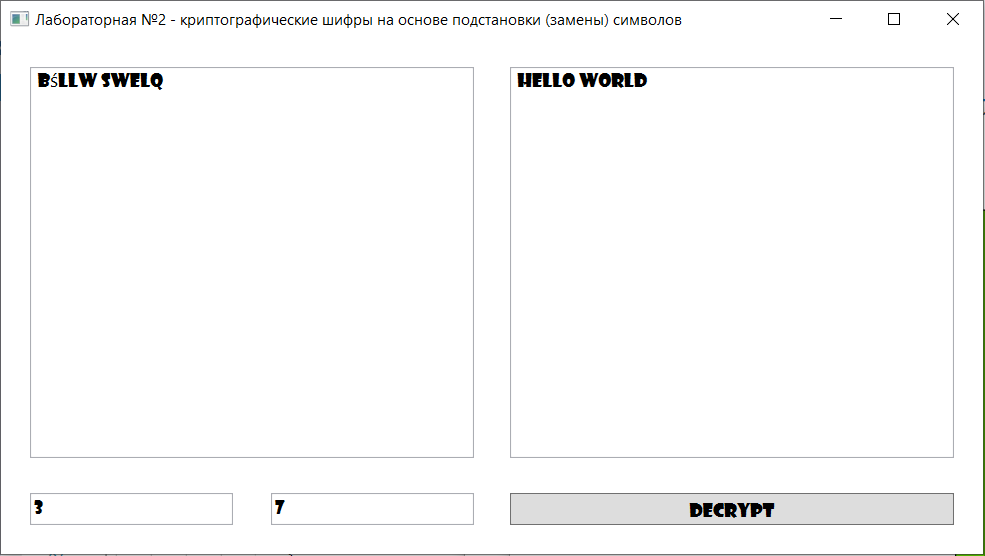 Лабораторная №2 - криптографические шифры на основе подстановки (замены) символов
BśLLW SWELQ
HELLO WORLD
3
7
DECRYPT